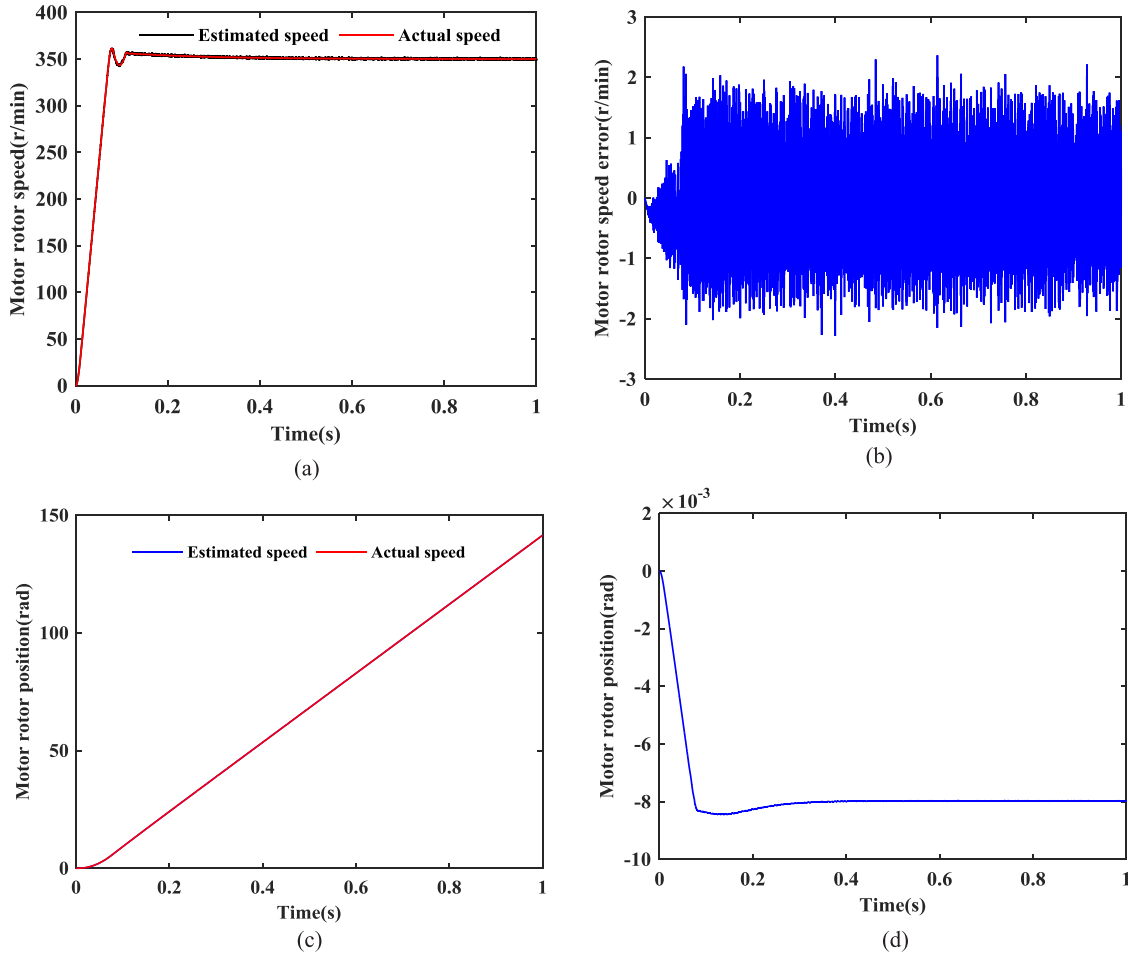 400
350
300
250
200
150
100
50
0
Motor rotor speed(r/min)
Estimated speed
Actual speed
0 0.2 0.4 0.6 0.8 1
Time(s)
(a)
3
2
1
0
-1
-2
-3
Motor rotor speed error(r/min)
0 0.2 0.4 0.6 0.8 1
Time(s)
(b)
150
100
50
0
Motor rotor position(rad)
Estimated speed
Actual speed
0 0.2 0.4 0.6 0.8 1
Time(s)
(c)
×10-3
2
0
-2
-4
-6
-8
-10
Motor rotor position(rad)
0 0.2 0.4 0.6 0.8 1
Time(s)
(d)